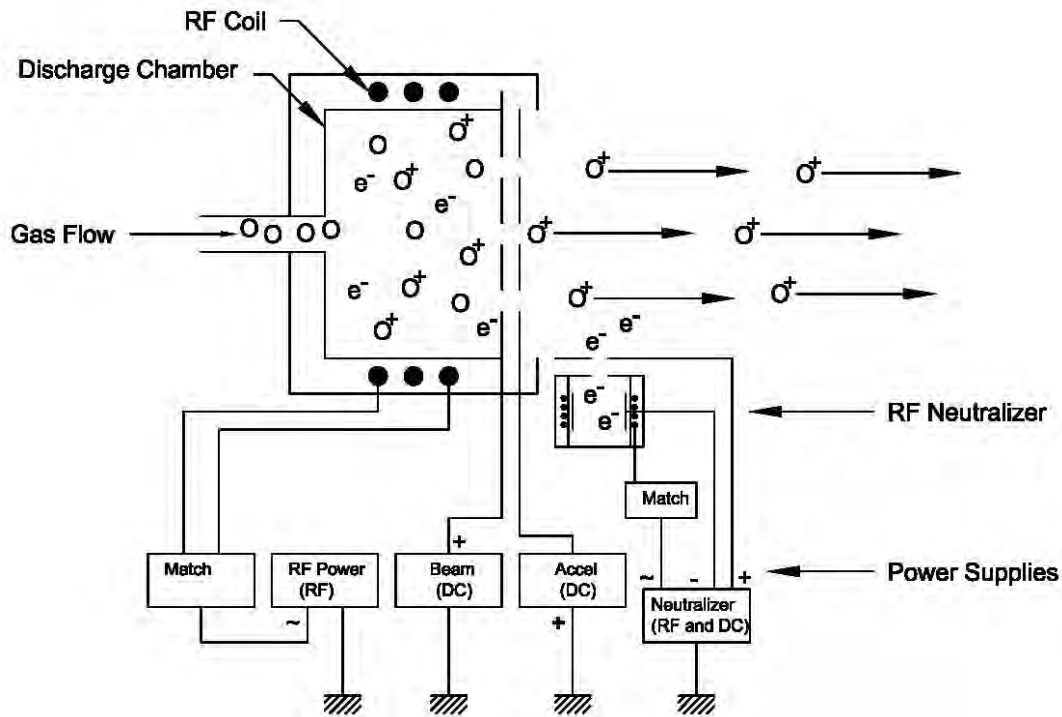 RF Coil
Discharge Chamber
O⁺
O
O
O⁺
O⁺
O⁺
e⁻
O⁺
e⁻
O O O O
O
O⁺
O⁺
Gas Flow
O⁺
e⁻
O⁺
O
O⁺
O⁺
O⁺
e⁻
e⁻
e⁻
e⁻
e⁻
RF Neutralizer
Match
+
~
-
+
Match
RF Power
(RF)
Beam
(DC)
Accel
(DC)
Power Supplies
Neutralizer
(RF and DC)
~
+